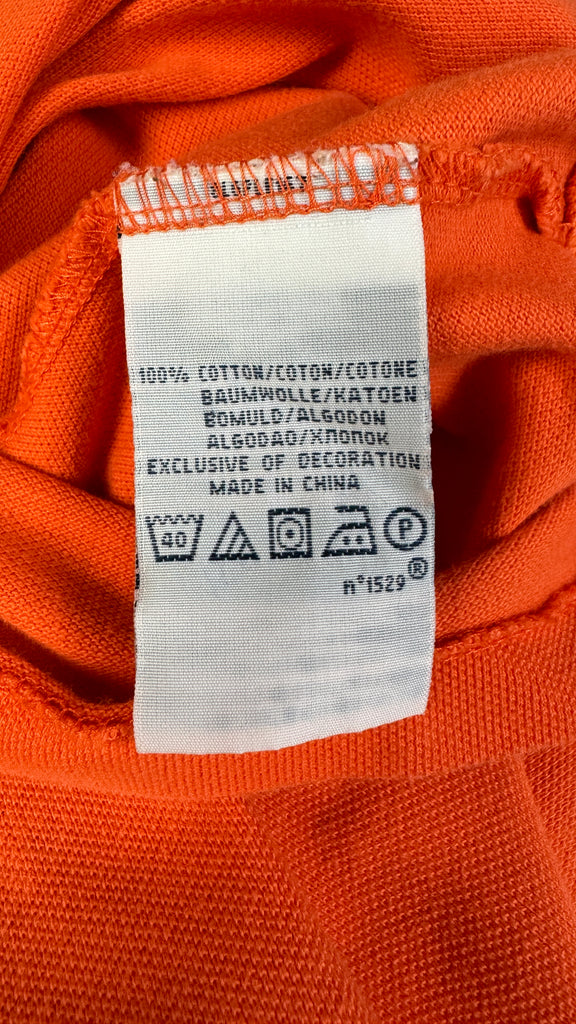 100% COTTON/COTON/COTONE
BAUMWOLLE/KATOEN
BOMULD/ALGODON
ALGODAO/ХЛОПОК
EXCLUSIVE OF DECORATION
MADE IN CHINA
40 P
n°1529®